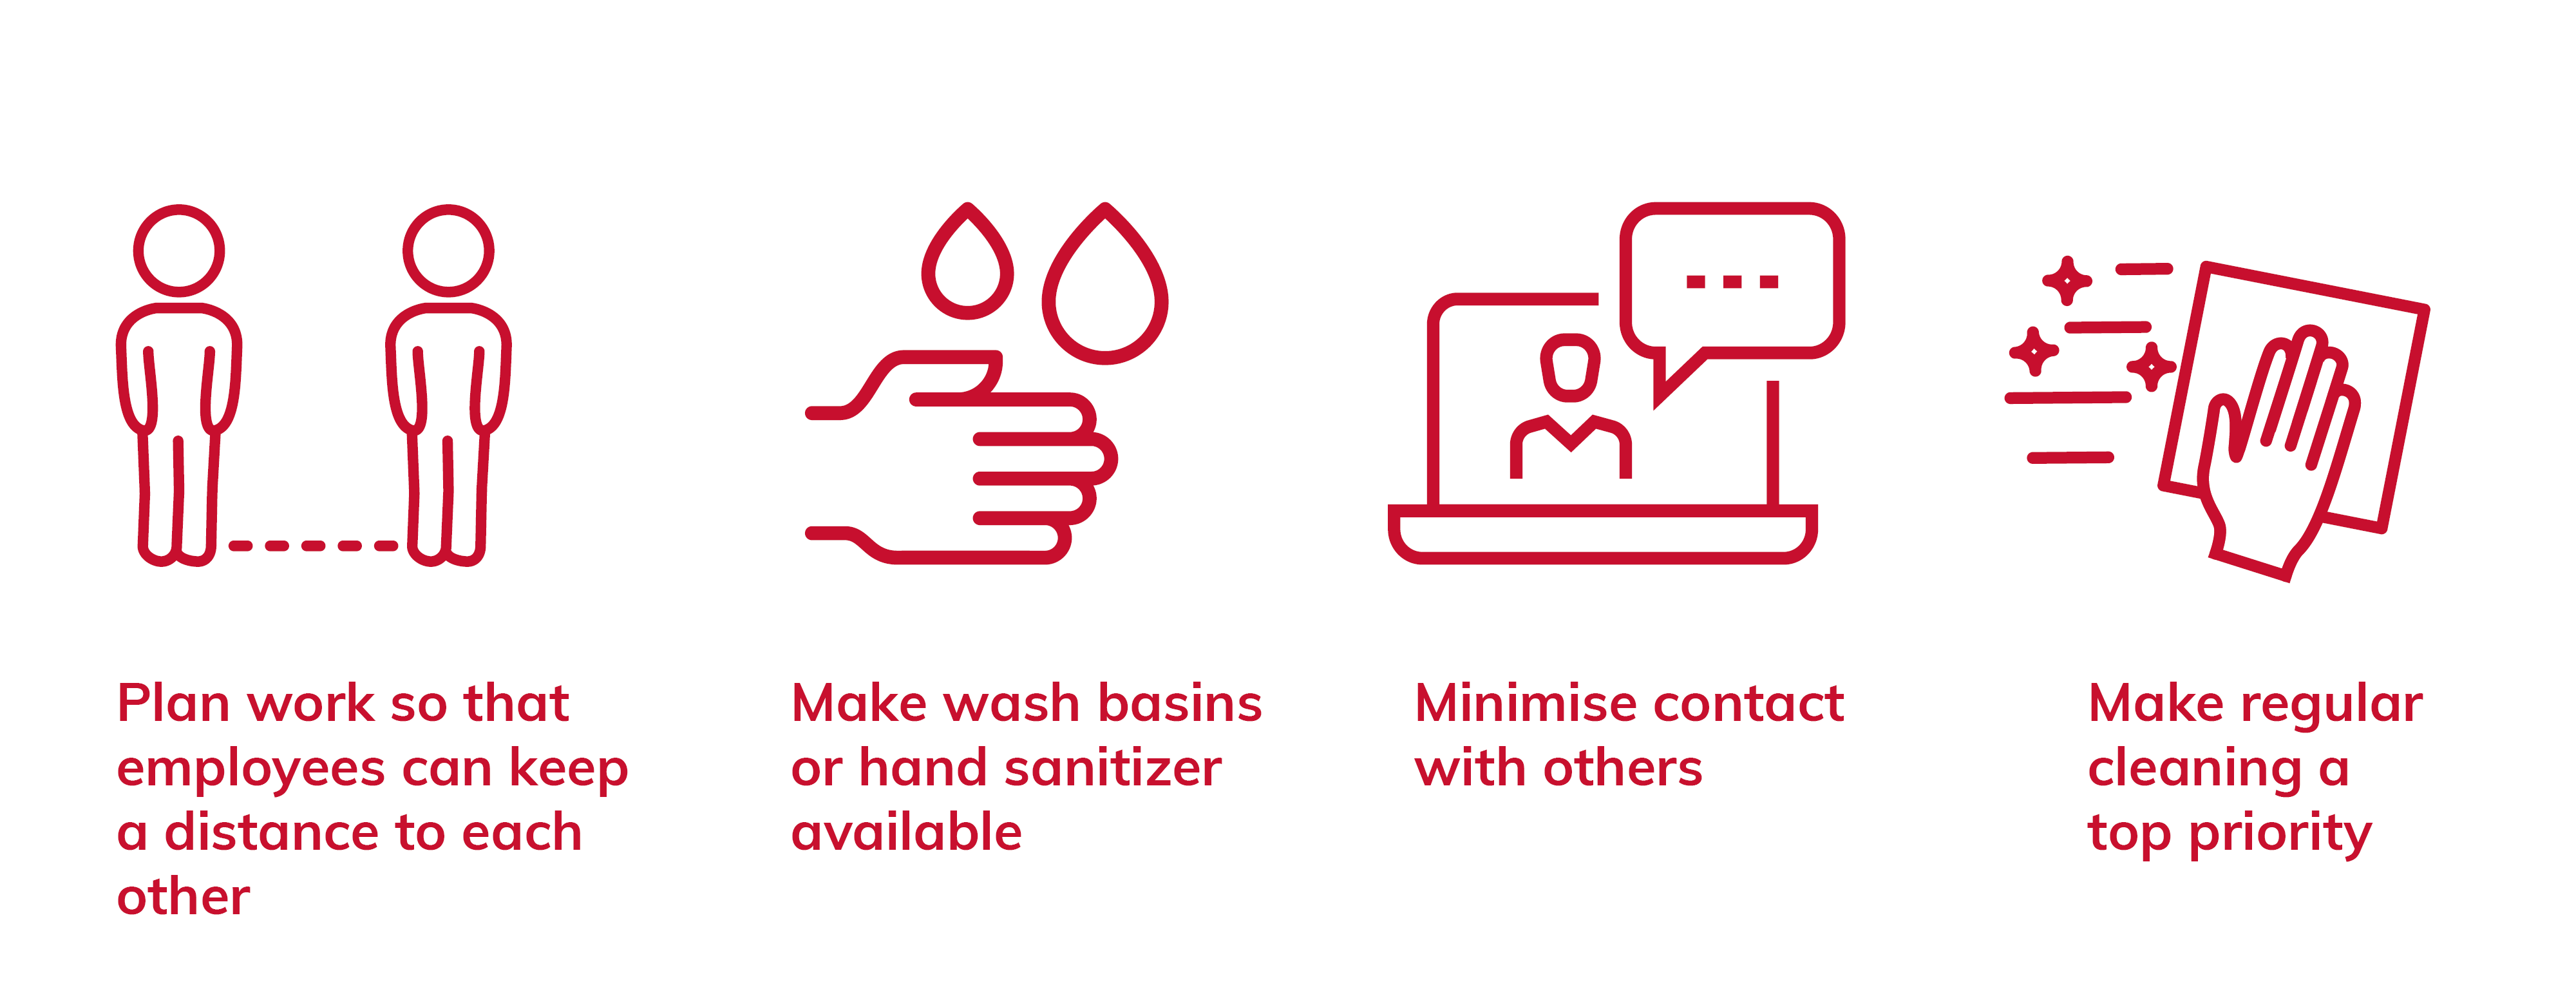 Plan work so that
employees can keep
a distance to each
other
Make wash basins
or hand sanitizer
available
Minimise contact
with others
Make regular
cleaning a
top priority